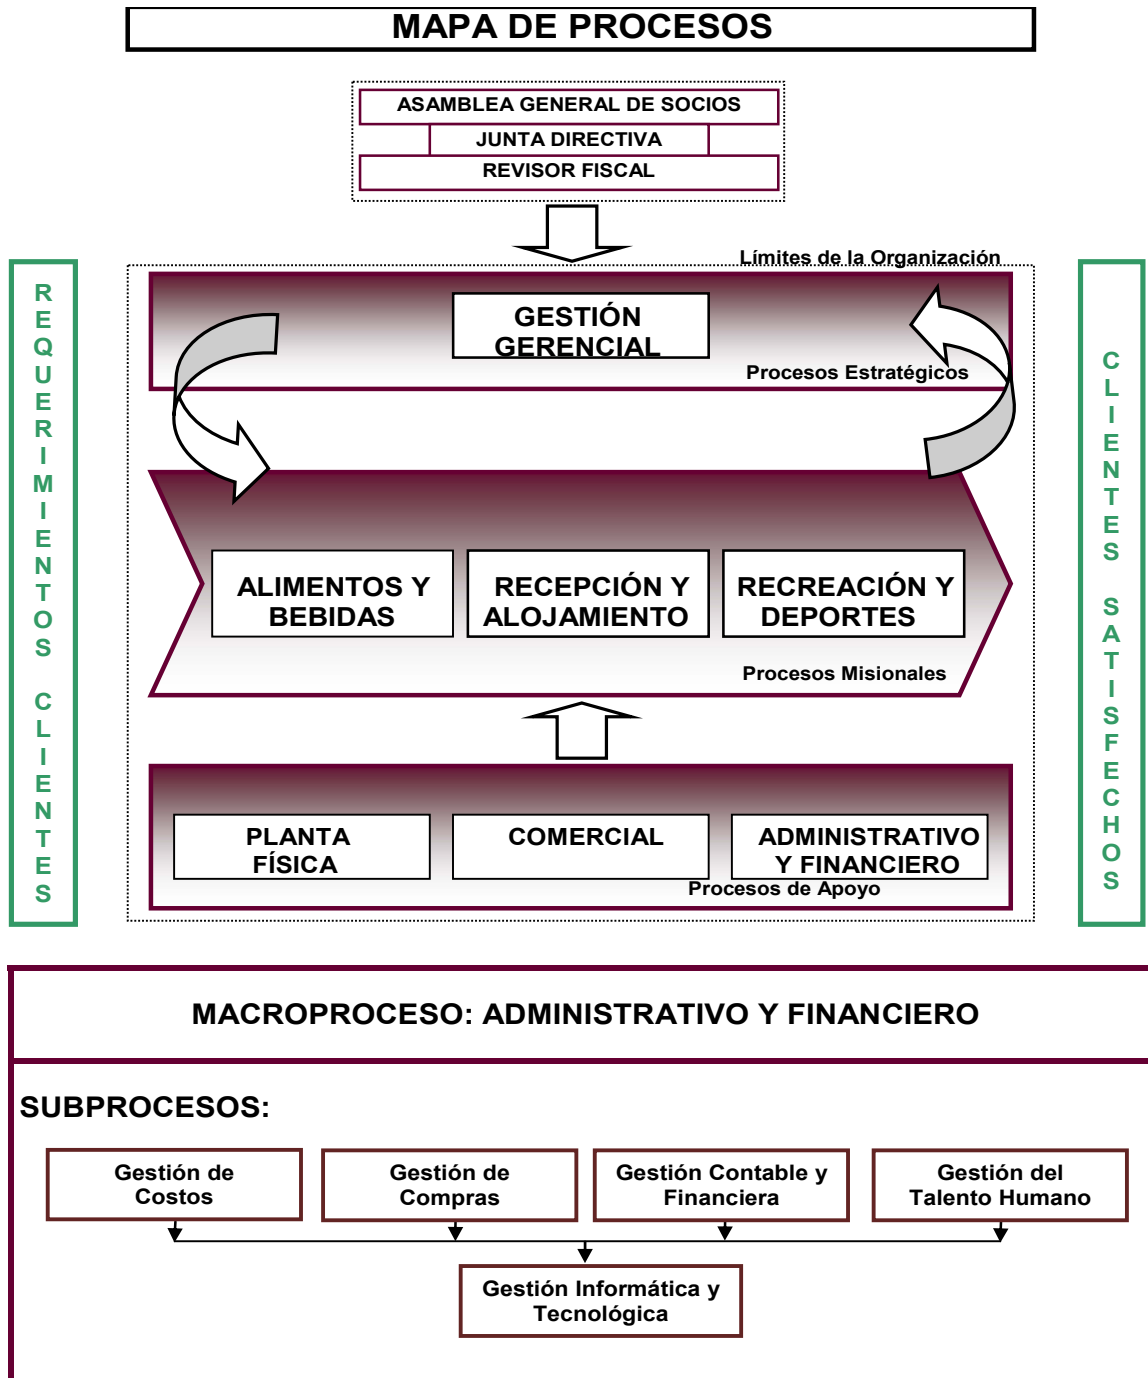 MAPA DE PROCESOS
ASAMBLEA GENERAL DE SOCIOS
JUNTA DIRECTIVA
REVISOR FISCAL
Límites de la Organización
REQUERIMIENTOS CLIENTES
GESTIÓN
GERENCIAL
Procesos Estratégicos
ALIMENTOS Y
BEBIDAS
RECEPCIÓN Y
ALOJAMIENTO
RECREACIÓN Y
DEPORTES
Procesos Misionales
PLANTA
FÍSICA
COMERCIAL
ADMINISTRATIVO
Y FINANCIERO
Procesos de Apoyo
CLIENTES SATISFECHOS
MACROPROCESO: ADMINISTRATIVO Y FINANCIERO
SUBPROCESOS:
Gestión de
Costos
Gestión de
Compras
Gestión Contable y
Financiera
Gestión del
Talento Humano
Gestión Informática y
Tecnológica